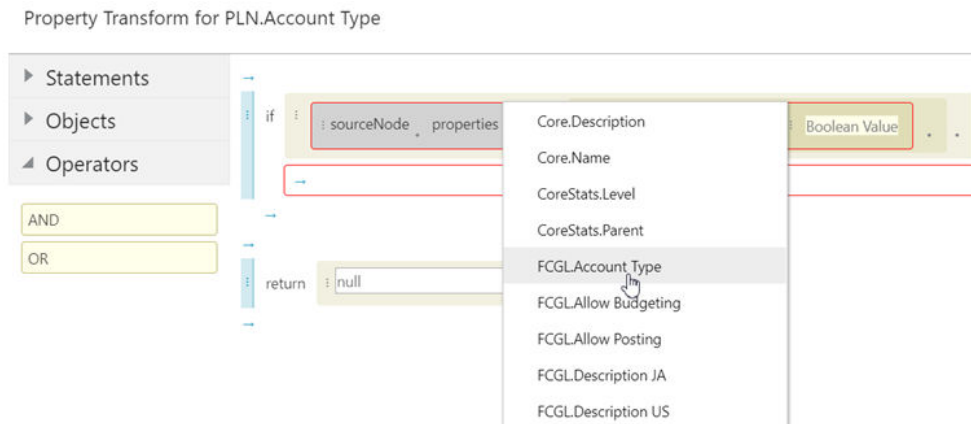 Property Transform for PLN.Account Type
Statements
Objects
Operators
AND
OR
if sourceNode . properties Boolean Value . .
return null
Core.Description
Core.Name
CoreStats.Level
CoreStats.Parent
FCGL.Account Type
FCGL.Allow Budgeting
FCGL.Allow Posting
FCGL.Description JA
FCGL.Description US